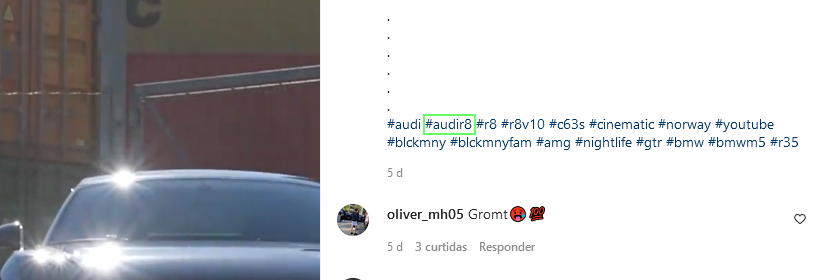 .
.
.
.
.
.
#audi #audir8 #r8 #r8v10 #c63s #cinematic #norway #youtube
#blckmny #blckmnyfam #amg #nightlife #gtr #bmw #bmwm5 #r35
5 d
oliver_mh05 Gromt🥵💯
5 d 3 curtidas Responder